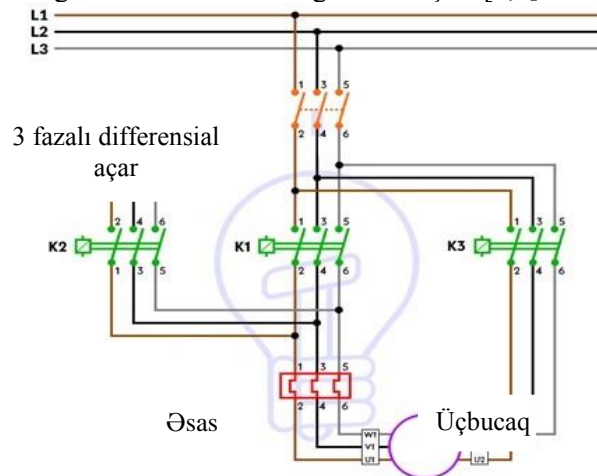 L1
L2
L3
1 3 5
2 4 6
3 fazalı differensial
açar
2 4 6
K2
1 3 5
1 3 5
K1
2 4 6
1 3 5
K3
2 4 6
1 3 5
2 4 6
Əsas
Üçbucaq
W1
V1
U1
U2